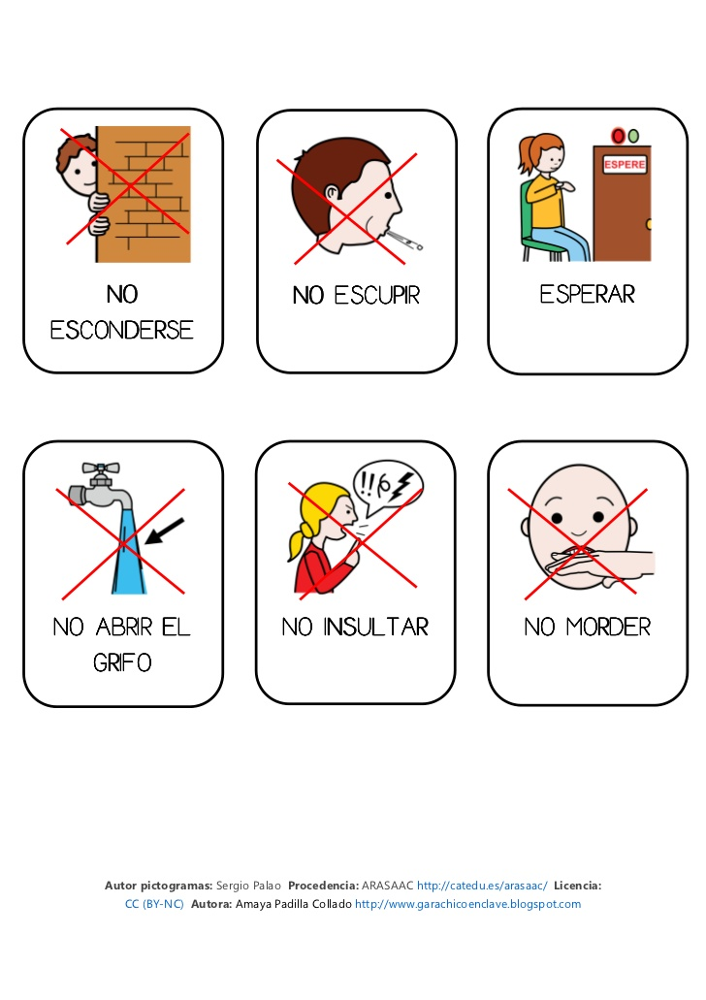 ESPERE
NO
ESCONDERSE
NO ESCUPIR
ESPERAR
!!
NO ABRIR EL
GRIFO
NO INSULTAR
NO MORDER
Autor pictogramas: Sergio Palao Procedencia: ARASAAC http://catedu.es/arasaac/ Licencia:
CC (BY-NC) Autora: Amaya Padilla Collado http://www.garachicoenclave.blogspot.com